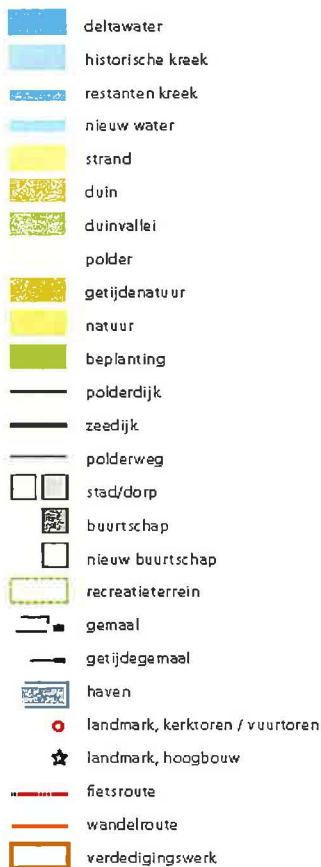 deltawater
historische kreek
restanten kreek
nieuw water
strand
duin
duinvallei
polder
getijdenatuur
natuur
beplanting
polderdijk
zeedijk
polderweg
stad/dorp
buurtschap
nieuw buurtschap
recreatieterrein
gemaal
getijdegemaal
haven
landmark, kerktoren / vuurtoren
landmark, hoogbouw
fietsroute
wandelroute
verdedigingswerk